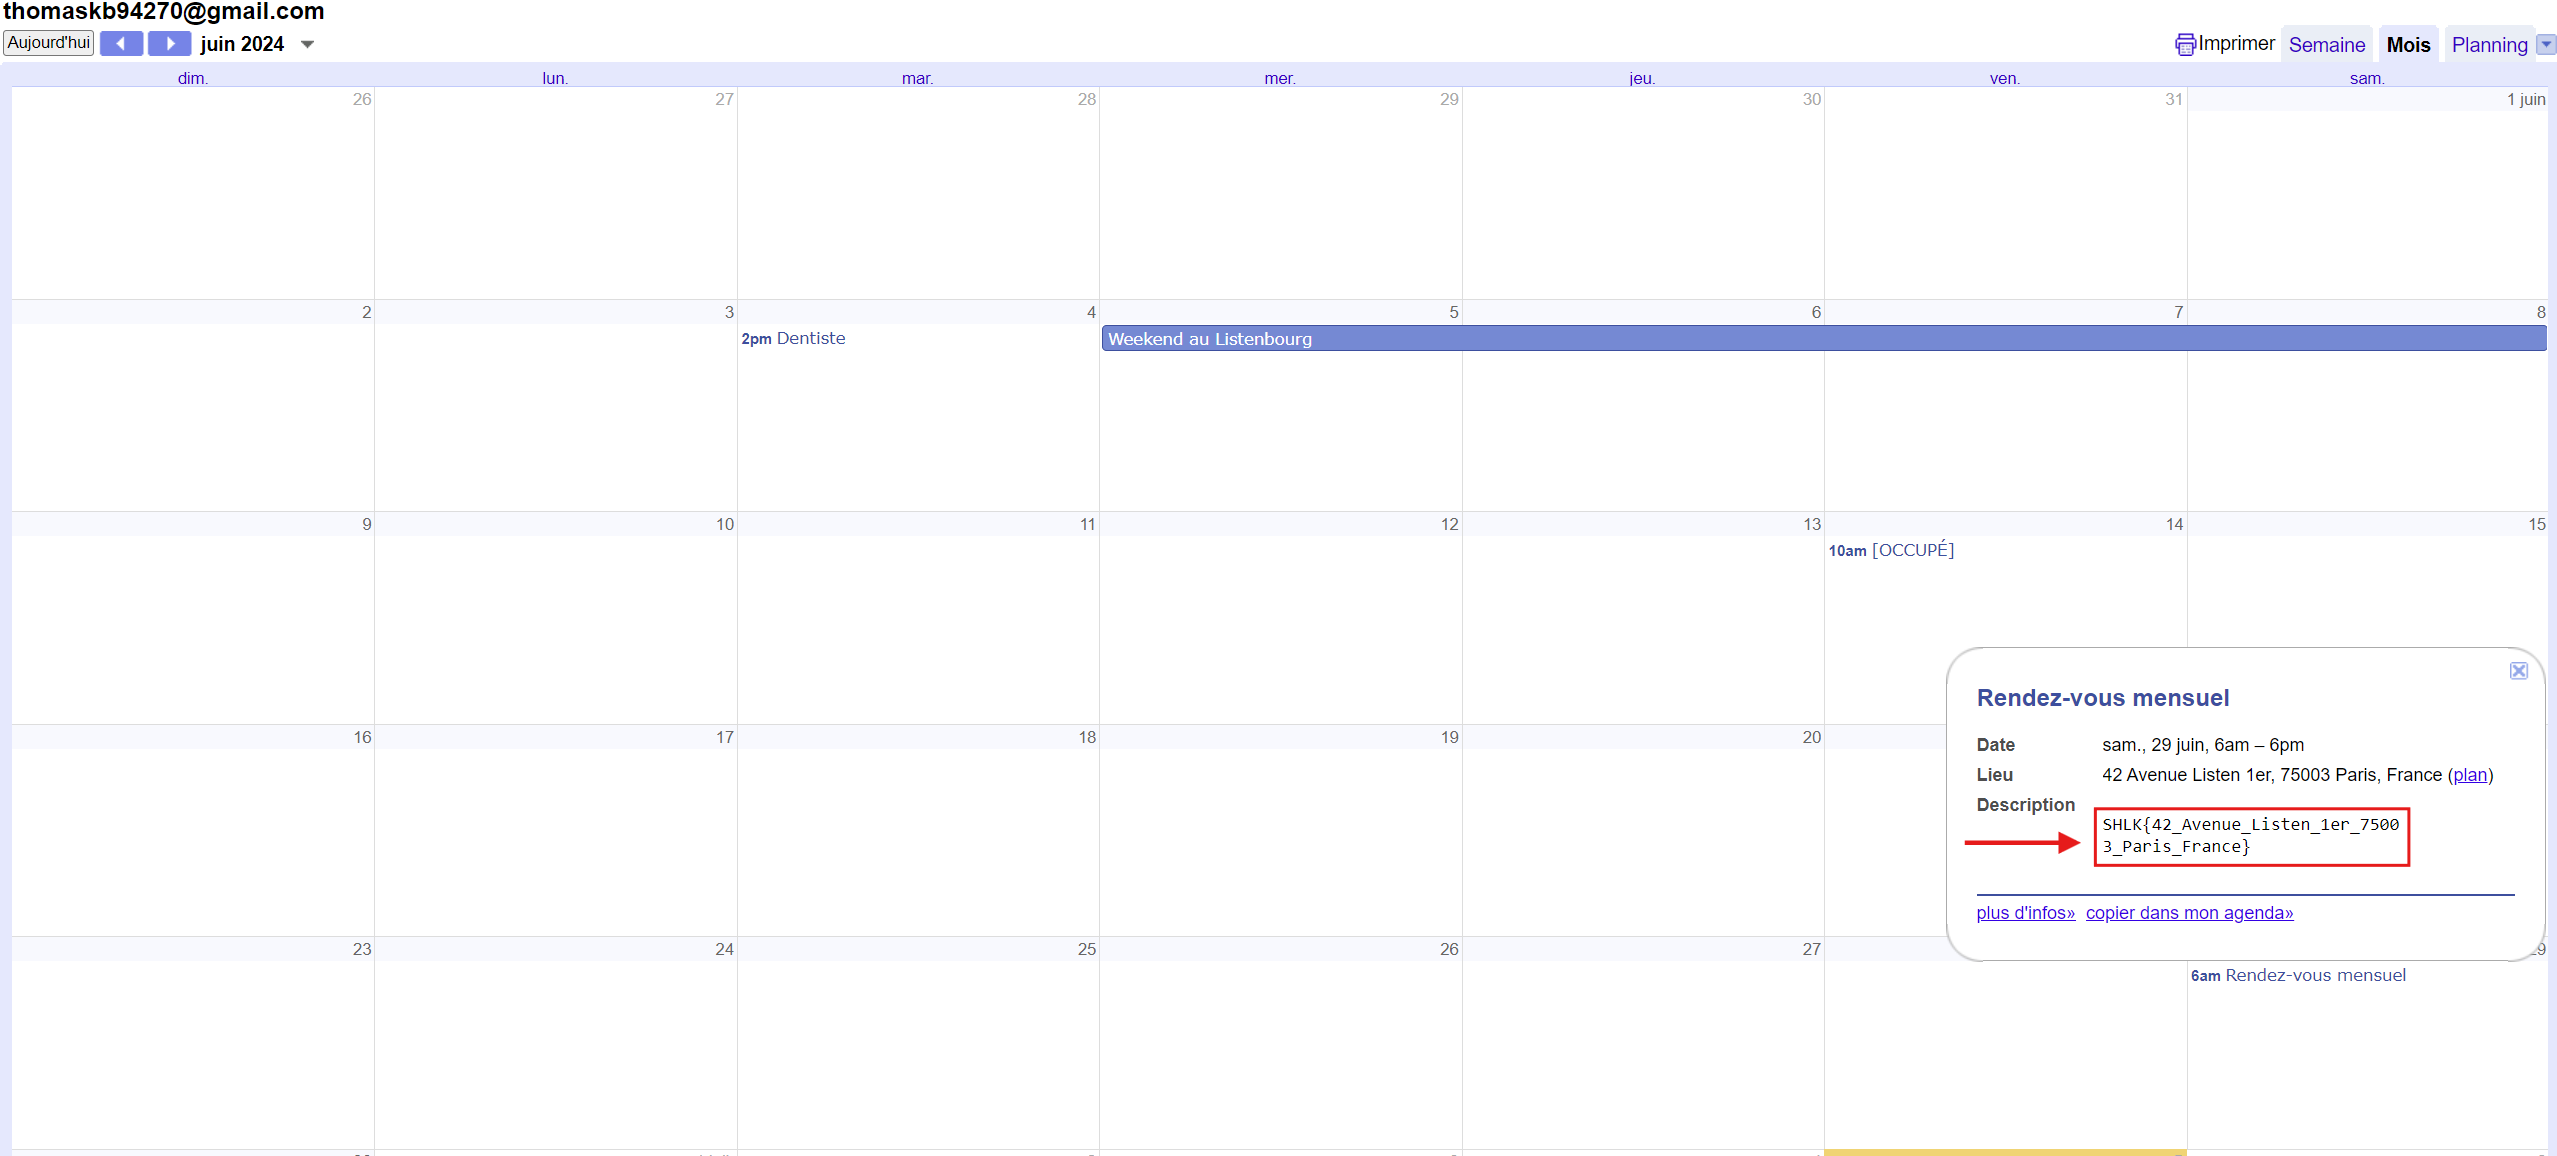 thomaskb94270@gmail.com
Aujourd'hui juin 2024 Imprimer Semaine Mois Planning
dim. lun. mar. mer. jeu. ven. sam.
26 27 28 29 30 31 1 juin
2 3 4 5 6 7 8
2pm Dentiste Weekend au Listenbourg
9 10 11 12 13 14 15
10am [OCCUPÉ]
Rendez-vous mensuel
16 17 18 19 20
Date sam., 29 juin, 6am – 6pm
Lieu 42 Avenue Listen 1er, 75003 Paris, France (plan)
Description
SHLK{42_Avenue_Listen_1er_7500
3_Paris_France}
plus d'infos» copier dans mon agenda»
23 24 25 26 27 29
6am Rendez-vous mensuel